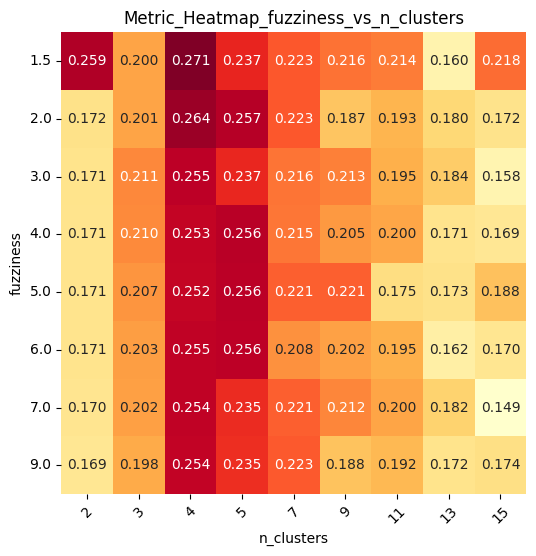 Metric_Heatmap_fuzziness_vs_n_clusters
1.5 0.259 0.200 0.271 0.237 0.223 0.216 0.214 0.160 0.218
2.0 0.172 0.201 0.264 0.257 0.223 0.187 0.193 0.180 0.172
3.0 0.171 0.211 0.255 0.237 0.216 0.213 0.195 0.184 0.158
4.0 0.171 0.210 0.253 0.256 0.215 0.205 0.200 0.171 0.169
5.0 0.171 0.207 0.252 0.256 0.221 0.221 0.175 0.173 0.188
6.0 0.171 0.203 0.255 0.256 0.208 0.202 0.195 0.162 0.170
7.0 0.170 0.202 0.254 0.235 0.221 0.212 0.200 0.182 0.149
9.0 0.169 0.198 0.254 0.235 0.223 0.188 0.192 0.172 0.174
2 3 4 5 7 9 11 13 15
n_clusters
fuzziness